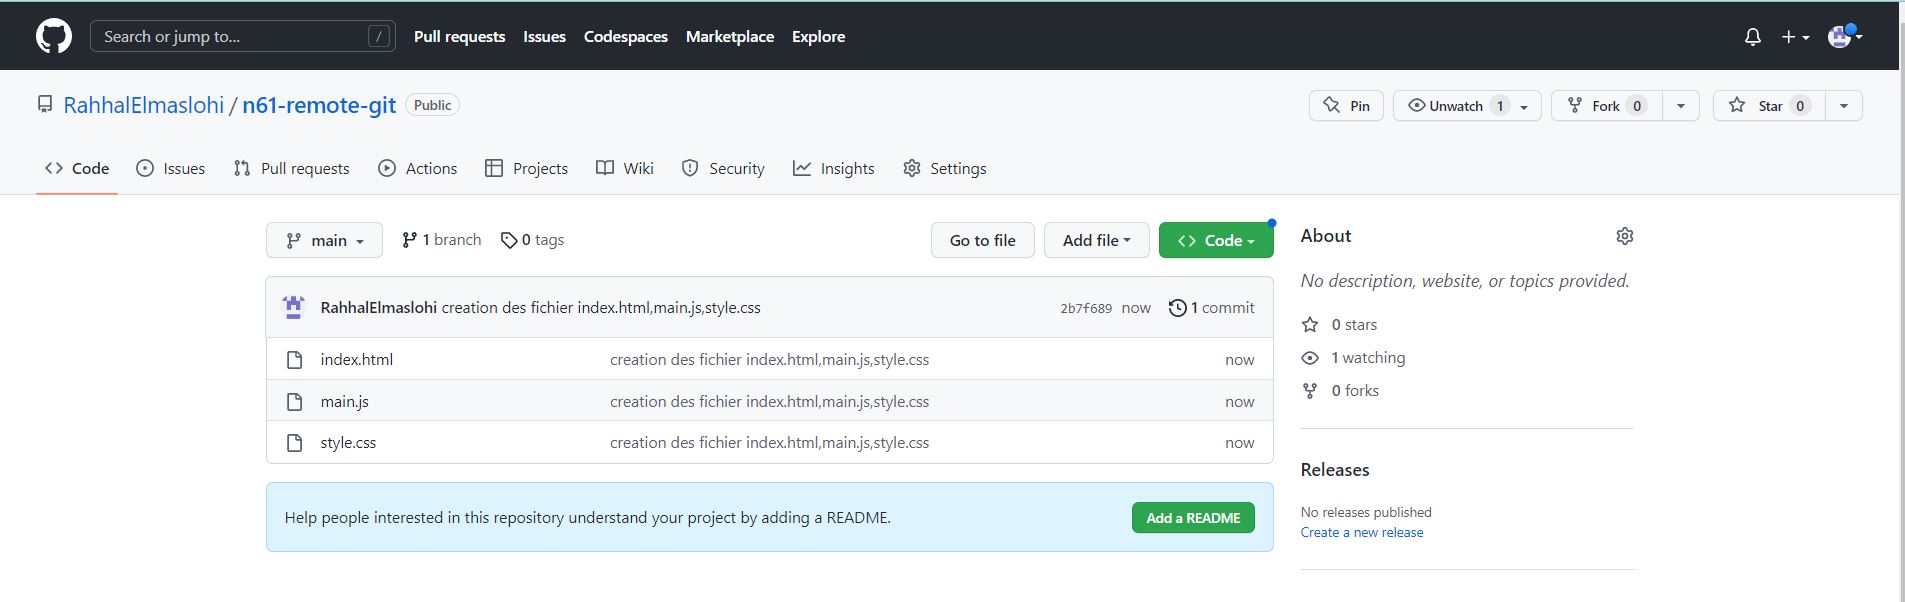 Search or jump to... / Pull requests Issues Codespaces Marketplace Explore
RahhalElmaslohi / n61-remote-git Public Pin Unwatch 1 Fork 0 Star 0
Code Issues Pull requests Actions Projects Wiki Security Insights Settings
main 1 branch 0 tags Go to file Add file Code
RahhalElmaslohi creation des fichier index.html,main.js,style.css 2b7f689 now 1 commit
index.html creation des fichier index.html,main.js,style.css now
main.js creation des fichier index.html,main.js,style.css now
style.css creation des fichier index.html,main.js,style.css now
Help people interested in this repository understand your project by adding a README. Add a README
About
No description, website, or topics provided.
0 stars
1 watching
0 forks
Releases
No releases published
Create a new release